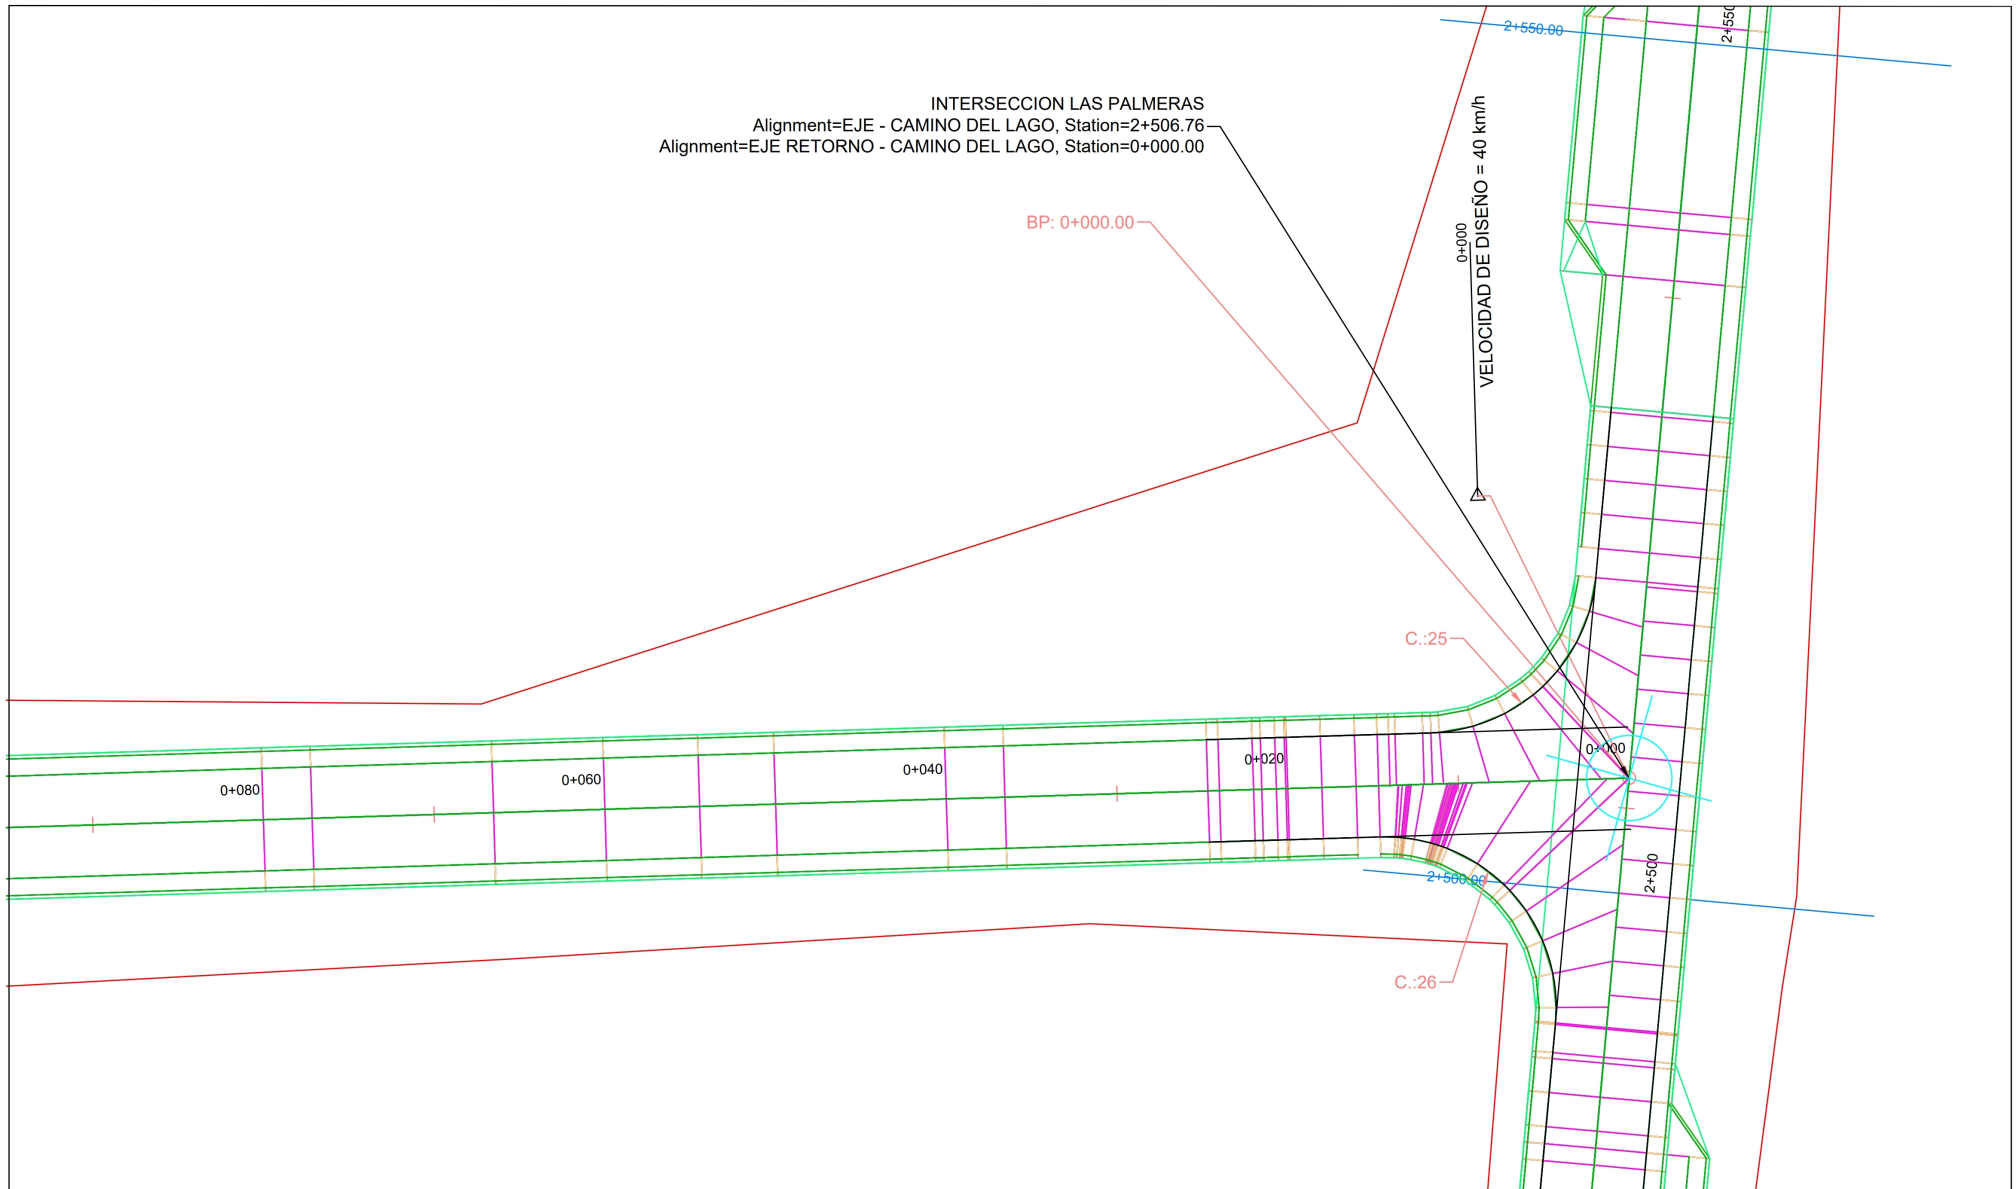 2+550.00
2+550
INTERSECCION LAS PALMERAS
Alignment=EJE - CAMINO DEL LAGO, Station=2+506.76
Alignment=EJE RETORNO - CAMINO DEL LAGO, Station=0+000.00
BP: 0+000.00
0+000
VELOCIDAD DE DISEÑO = 40 km/h
C.:25
0+080
0+060
0+040
0+020
0+000
2+500.00
2+500
C.:26